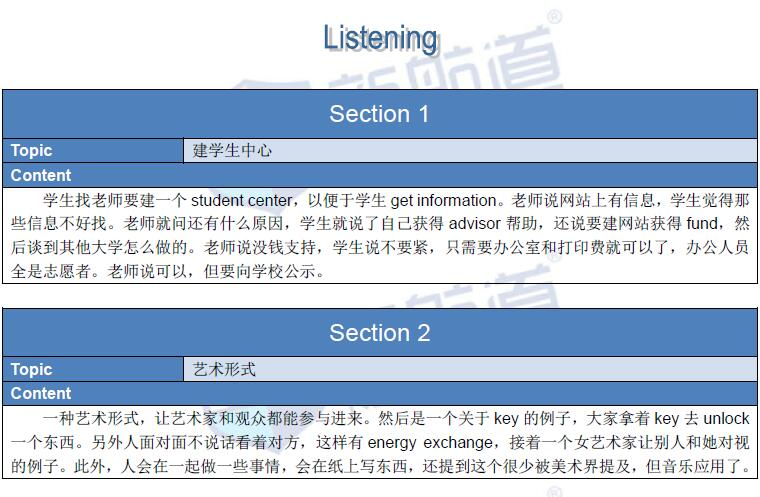 Listening
Section 1
Topic 建学生中心
Content
学生找老师要建一个 student center，以便于学生 get information。老师说网站上有信息，学生觉得那
些信息不好找。老师就问还有什么原因，学生就说了自己获得 advisor 帮助，还说要建网站获得 fund，然
后谈到其他大学怎么做的。老师说没钱支持，学生说不要紧，只需要办公室和打印费就可以了，办公人员
全是志愿者。老师说可以，但要向学校公示。
Section 2
Topic 艺术形式
Content
一种艺术形式，让艺术家和观众都能参与进来。然后是一个关于 key 的例子，大家拿着 key 去 unlock
一个东西。另外人面对面不说话看着对方，这样有 energy exchange，接着一个女艺术家让别人和她对视
的例子。此外，人会在一起做一些事情，会在纸上写东西，还提到这个很少被美术界提及，但音乐应用了。